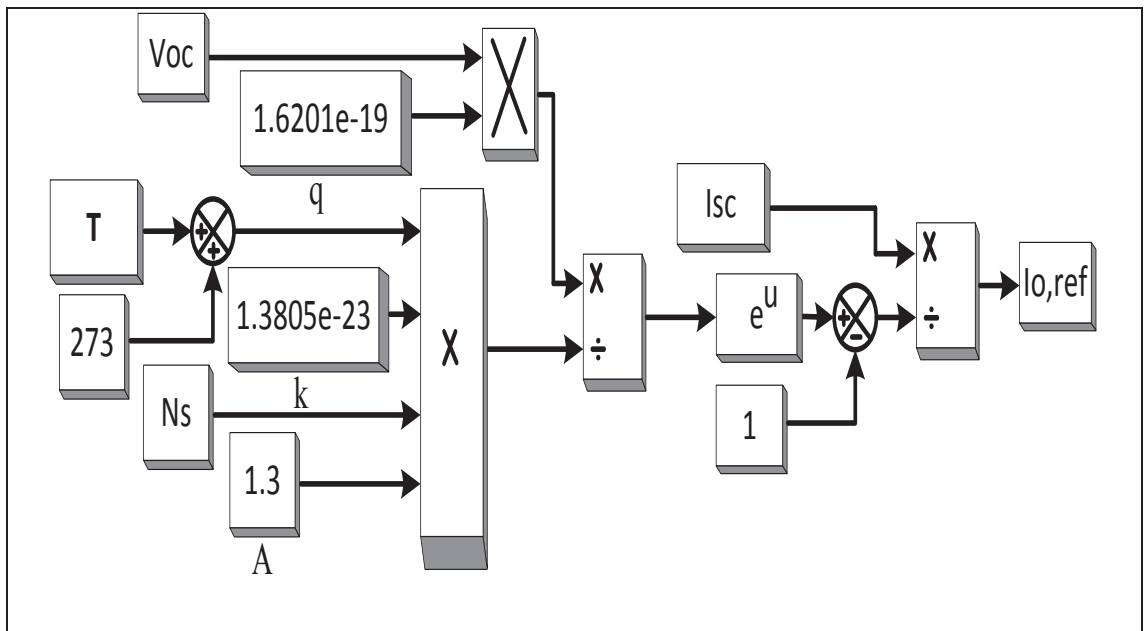 Voc
1.6201e-19
q
T
273
1.3805e-23
k
Ns
1.3
A
X
X
÷
Isc
e^u
1
X
÷
Io,ref